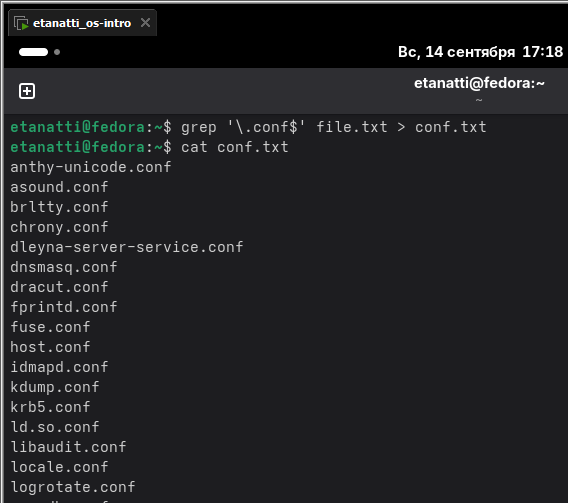 etanatti_os-intro
Вс, 14 сентября 17:18
etanatti@fedora:~
~
etanatti@fedora:~$ grep '\.conf$' file.txt > conf.txt
etanatti@fedora:~$ cat conf.txt
anthy-unicode.conf
asound.conf
brltty.conf
chrony.conf
dleyna-server-service.conf
dnsmasq.conf
dracut.conf
fprintd.conf
fuse.conf
host.conf
idmapd.conf
kdump.conf
krb5.conf
ld.so.conf
libaudit.conf
locale.conf
logrotate.conf